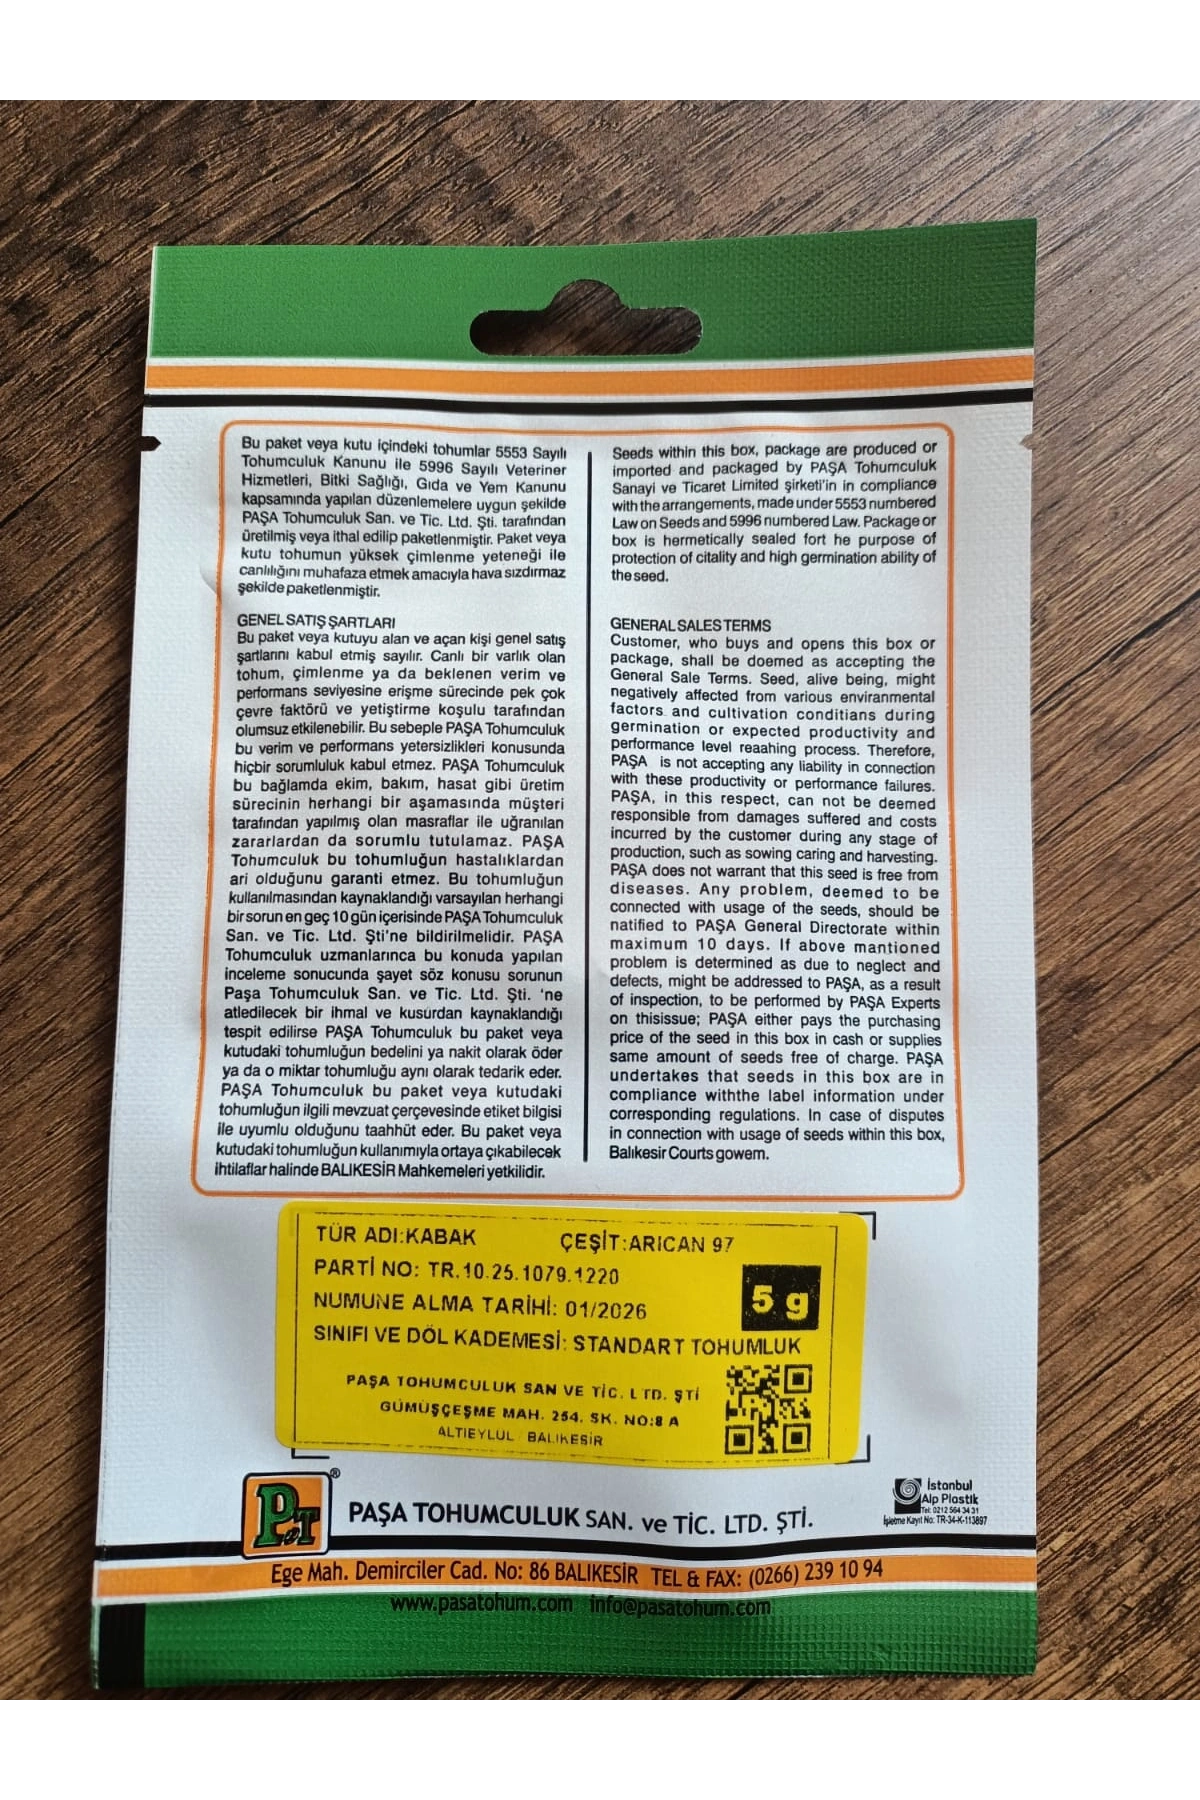 Bu paket veya kutu içindeki tohumlar 5553 Sayılı
Tohumculuk Kanunu ile 5996 Sayılı Veteriner
Hizmetleri, Bitki Sağlığı, Gıda ve Yem Kanunu
kapsamında yapılan düzenlemelere uygun şekilde
PAŞA Tohumculuk San. ve Tic. Ltd. Şti. tarafından
üretilmiş veya ithal edilip paketlenmiştir. Paket veya
kutu tohumun yüksek çimlenme yeteneği ile
canlılığını muhafaza etmek amacıyla hava sızdırmaz
şekilde paketlenmiştir.
GENEL SATIŞ ŞARTLARI
Bu paket veya kutuyu alan ve açan kişi genel satış
şartlarını kabul etmiş sayılır. Canlı bir varlık olan
tohum, çimlenme ya da beklenen verim ve
performans seviyesine erişme sürecinde pek çok
çevre faktörü ve yetiştirme koşulu tarafından
olumsuz etkilenebilir. Bu sebeple PAŞA Tohumculuk
bu verim ve performans yetersizlikleri konusunda
hiçbir sorumluluk kabul etmez. PAŞA Tohumculuk
bu bağlamda ekim, bakım, hasat gibi üretim
sürecinin herhangi bir aşamasında müşteri
tarafından yapılmış olan masraflar ile uğranılan
zararlardan da sorumlu tutulamaz. PAŞA
Tohumculuk bu tohumluğun hastalıklardan
ari olduğunu garanti etmez. Bu tohumluğun
kullanılmasından kaynaklandığı varsayılan herhangi
bir sorun en geç 10 gün içerisinde PAŞA Tohumculuk
San. ve Tic. Ltd. Şti'ne bildirilmelidir. PAŞA
Tohumculuk uzmanlarınca bu konuda yapılan
inceleme sonucunda şayet söz konusu sorunun
Paşa Tohumculuk San. ve Tic. Ltd. Şti. 'ne
atledilecek bir ihmal ve kusurdan kaynaklandığı
tespit edilirse PAŞA Tohumculuk bu paket veya
kutudaki tohumluğun bedelini ya nakit olarak öder
ya da o miktar tohumluğu aynı olarak tedarik eder.
PAŞA Tohumculuk bu paket veya kutudaki
tohumluğun ilgili mevzuat çerçevesinde etiket bilgisi
ile uyumlu olduğunu taahhüt eder. Bu paket veya
kutudaki tohumluğun kullanımıyla ortaya çıkabilecek
ihtilaflar halinde BALIKESİR Mahkemeleri yetkilidir.
Seeds within this box, package are produced or
imported and packaged by PAŞA Tohumculuk
Sanayi ve Ticaret Limited şirketi'in in compliance
with the arrangements, made under 5553 numbered
Law on Seeds and 5996 numbered Law. Package or
box is hermetically sealed fort he purpose of
protection of citality and high germination ability of
the seed.
GENERAL SALES TERMS
Customer, who buys and opens this box or
package, shall be doemed as accepting the
General Sale Terms. Seed, alive being, might
negatively affected from various enviranmental
factors and cultivation conditians during
germination or expected productivity and
performance level reaahing process. Therefore,
PAŞA is not accepting any liability in connection
with these productivity or performance failures.
PAŞA, in this respect, can not be deemed
responsible from damages suffered and costs
incurred by the customer during any stage of
production, such as sowing caring and harvesting.
PAŞA does not warrant that this seed is free from
diseases. Any problem, deemed to be
connected with usage of the seeds, should be
natified to PAŞA General Directorate within
maximum 10 days. If above mantioned
problem is determined as due to neglect and
defects, might be addressed to PAŞA, as a result
of inspection, to be performed by PAŞA Experts
on thisissue; PAŞA either pays the purchasing
price of the seed in this box in cash or supplies
same amount of seeds free of charge. PAŞA
undertakes that seeds in this box are in
compliance withthe label information under
corresponding regulations. In case of disputes
in connection with usage of seeds within this box,
Balıkesir Courts gowem.
TÜR ADI:KABAK ÇEŞİT:ARICAN 97
PARTİ NO: TR.10.25.1079.1220
NUMUNE ALMA TARİHİ: 01/2026
5 g
SINIFI VE DÖL KADEMESİ: STANDART TOHUMLUK
PAŞA TOHUMCULUK SAN VE TİC. LTD. ŞTİ
GÜMÜŞÇEŞME MAH. 254. SK. NO:8 A
ALTIEYLUL / BALIKESİR
PT ®
PAŞA TOHUMCULUK SAN. ve TİC. LTD. ŞTİ.
İstanbul
Alp Plastik
Tel: 0212 564 34 31
İşletme Kayıt No: TR-34-K-113897
Ege Mah. Demirciler Cad. No: 86 BALIKESİR TEL & FAX: (0266) 239 10 94
www.pasatohum.com info@pasatohum.com